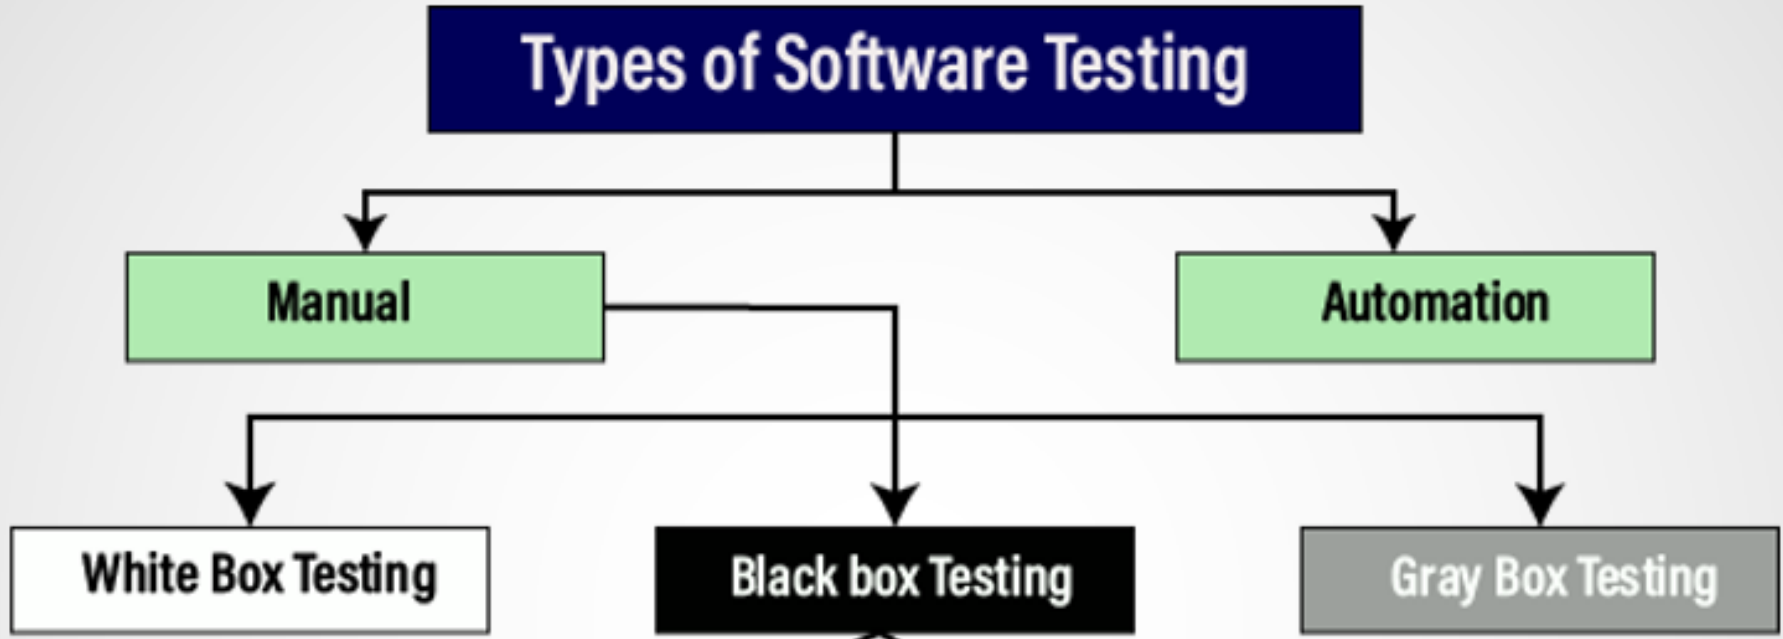 Types of Software Testing
Manual
Automation
White Box Testing
Black box Testing
Gray Box Testing